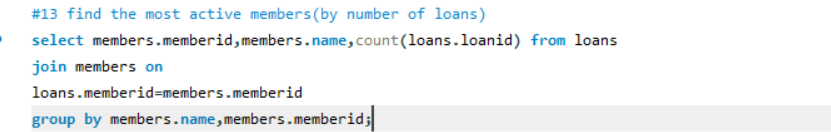 #13 find the most active members(by number of loans)
select members.memberid,members.name,count(loans.loanid) from loans
join members on
loans.memberid=members.memberid
group by members.name,members.memberid;